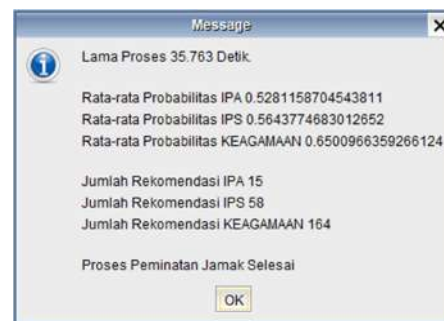 Message
Lama Proses 35.763 Detik.
Rata-rata Probabilitas IPA 0.5281158704543811
Rata-rata Probabilitas IPS 0.5643774683012652
Rata-rata Probabilitas KEAGAMAAN 0.6500966359266124
Jumlah Rekomendasi IPA 15
Jumlah Rekomendasi IPS 58
Jumlah Rekomendasi KEAGAMAAN 164
Proses Peminatan Jamak Selesai
OK